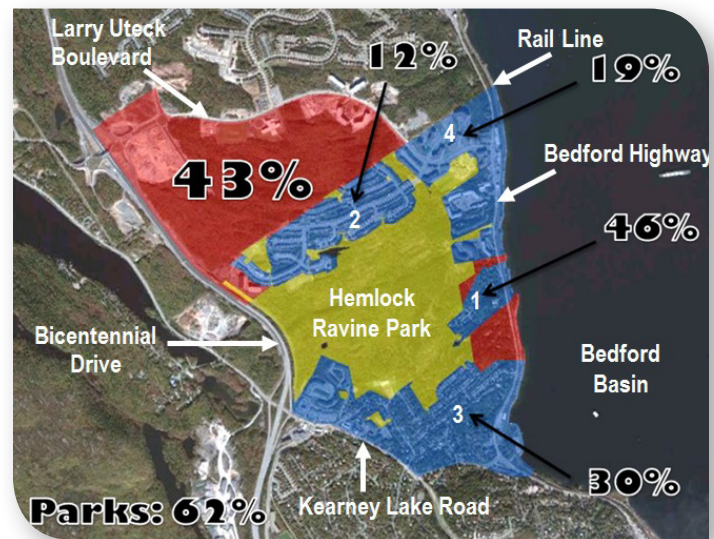 Larry Uteck
Boulevard
12%
Rail Line
19%
4
Bedford Highway
43%
2
46%
1
Hemlock
Ravine Park
Bicentennial
Drive
Bedford
Basin
3
30%
Kearney Lake Road
Parks: 62%